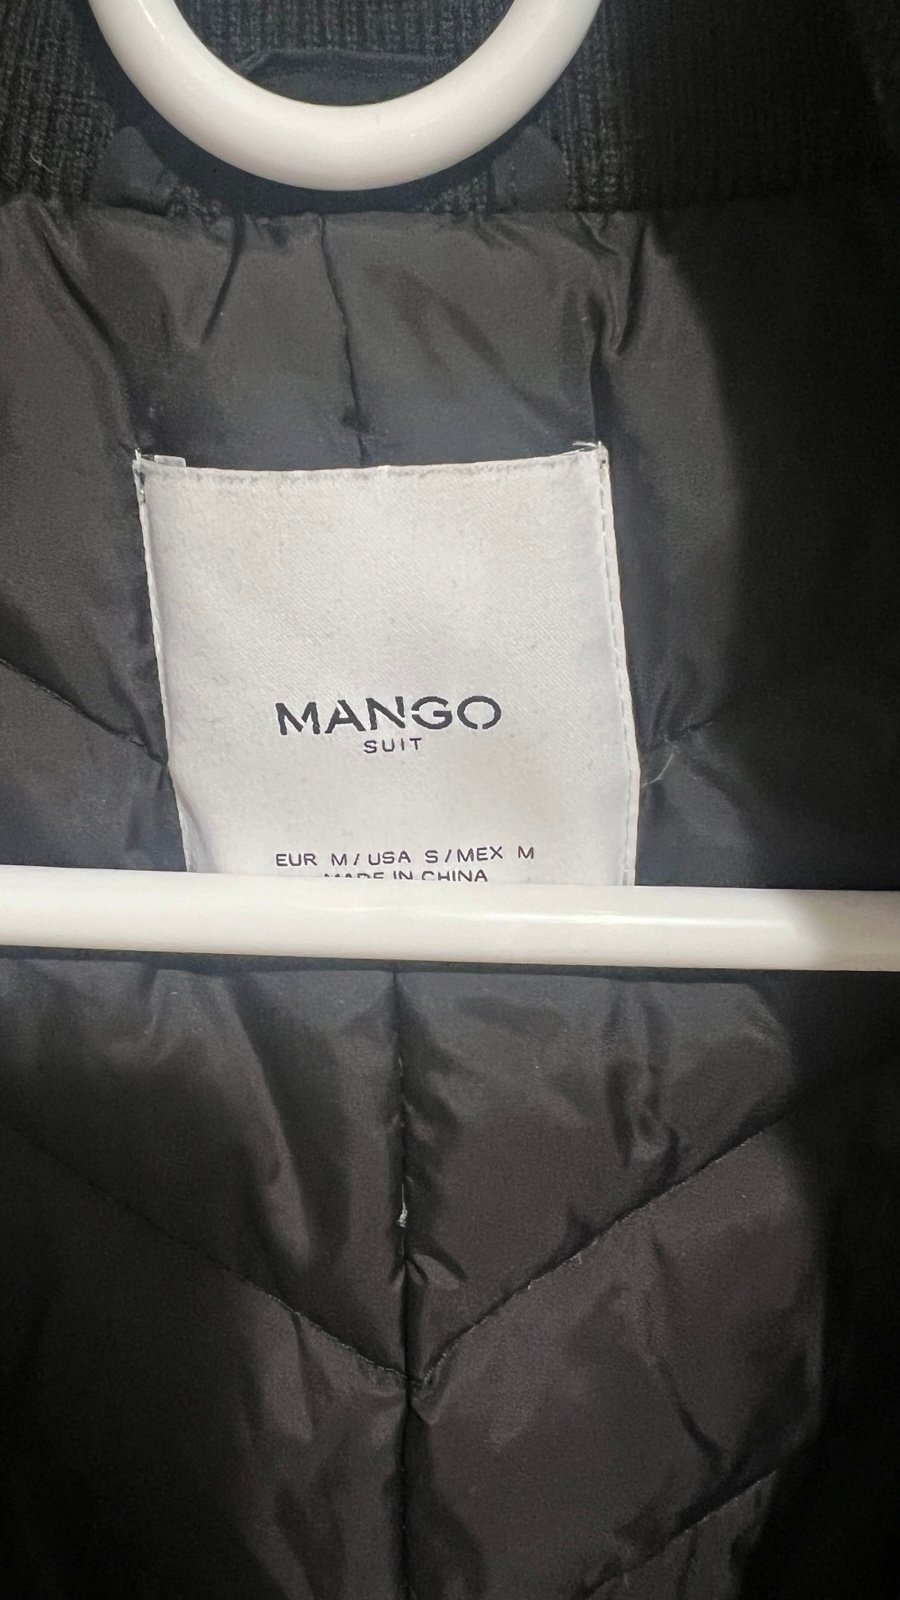 MANGO
SUIT
EUR M/USA S/MEX M
MADE IN CHINA